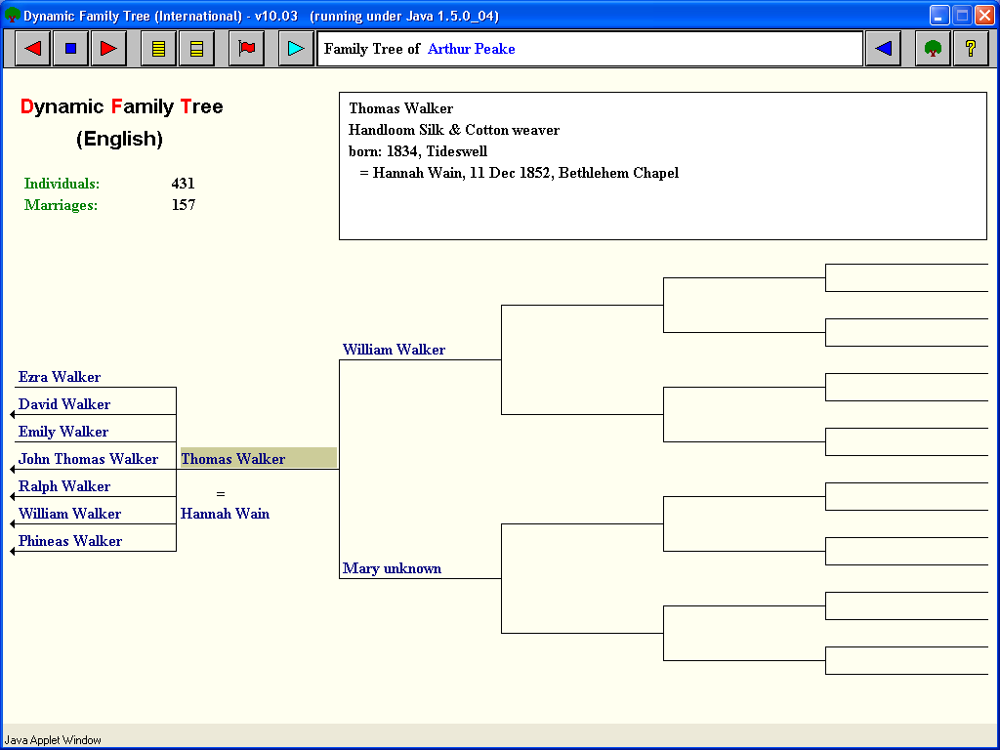 Dynamic Family Tree (International) - v10.03 (running under Java 1.5.0_04)
Family Tree of Arthur Peake
?
Dynamic Family Tree
(English)
Individuals: 431
Marriages: 157
Thomas Walker
Handloom Silk & Cotton weaver
born: 1834, Tideswell
= Hannah Wain, 11 Dec 1852, Bethlehem Chapel
William Walker
Ezra Walker
David Walker
Emily Walker
John Thomas Walker
Thomas Walker
Ralph Walker
=
William Walker
Hannah Wain
Phineas Walker
Mary unknown
Java Applet Window